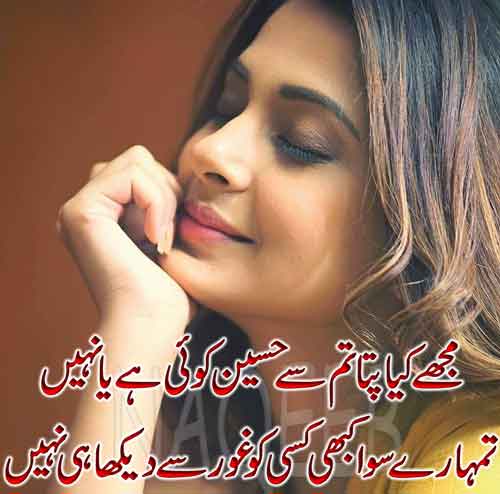 مجھے کیا پتا تم سے حسین کوئی ہے یا نہیں
تمہارے سوا کبھی کسی کو غور سے دیکھا ہی نہیں
NAQEEB